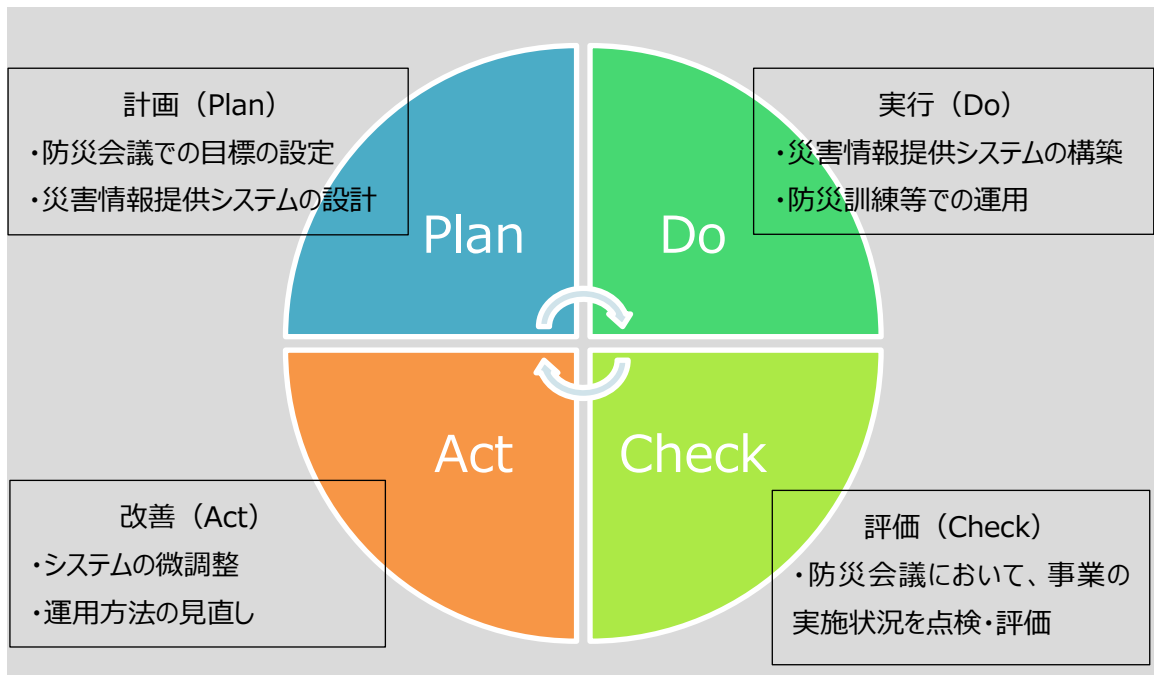 計画（Plan）
・防災会議での目標の設定
・災害情報提供システムの設計
Plan
実行（Do）
・災害情報提供システムの構築
・防災訓練等での運用
Do
改善（Act）
・システムの微調整
・運用方法の見直し
Act
評価（Check）
・防災会議において、事業の
実施状況を点検・評価
Check